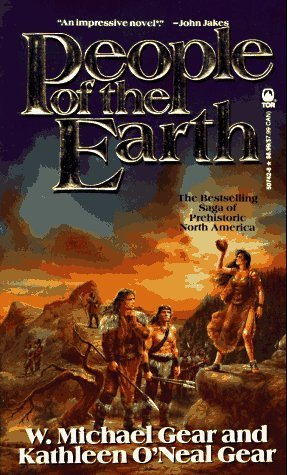 "An impressive novel". —John Jakes
People
of the
Earth
TOR
The Bestselling
Saga of
Prehistoric
North America
W. Michael Gear and
Kathleen O'Neal Gear